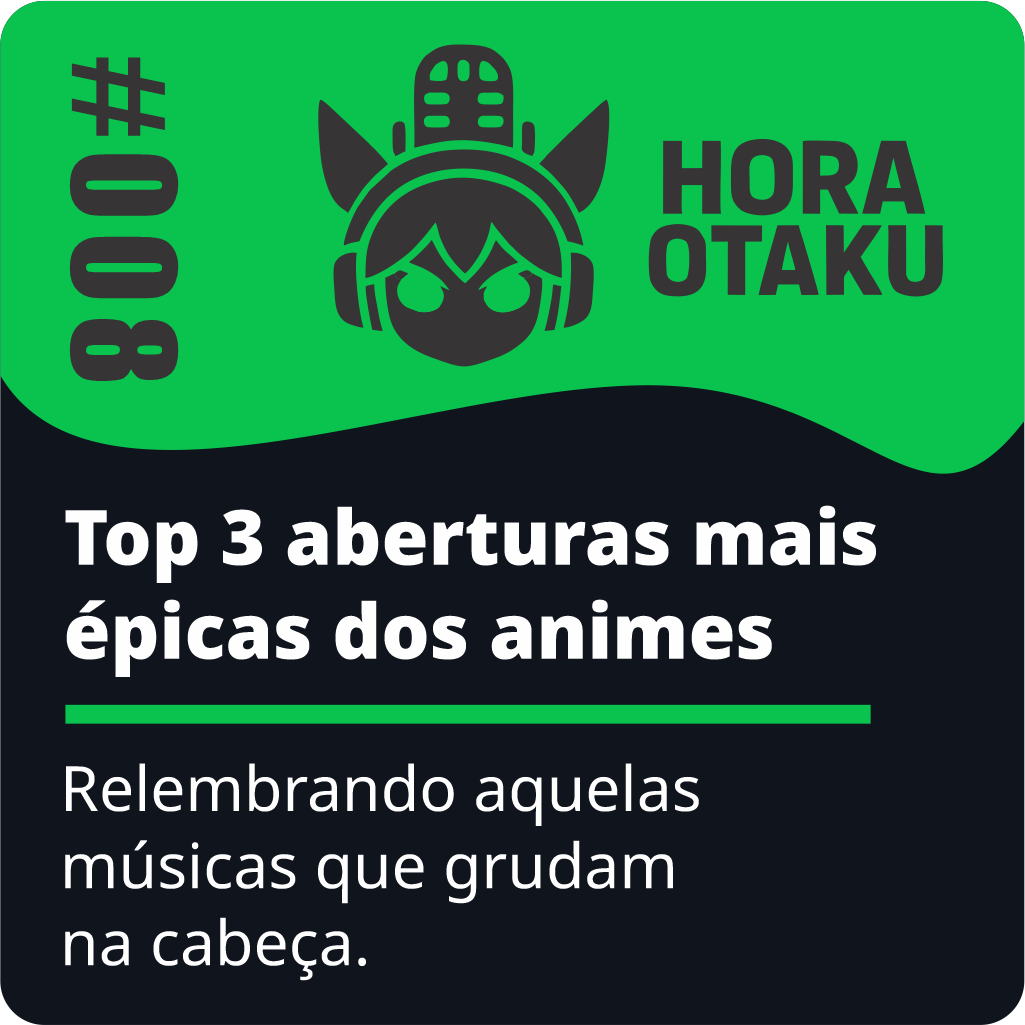 #008
HORA
OTAKU
Top 3 aberturas mais
épicas dos animes
Relembrando aquelas
músicas que grudam
na cabeça.